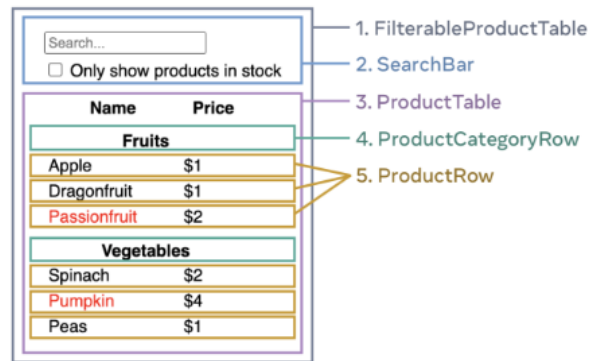 Search...
Only show products in stock
Name Price
Fruits
Apple $1
Dragonfruit $1
Passionfruit $2
Vegetables
Spinach $2
Pumpkin $4
Peas $1
1. FilterableProductTable
2. SearchBar
3. ProductTable
4. ProductCategoryRow
5. ProductRow